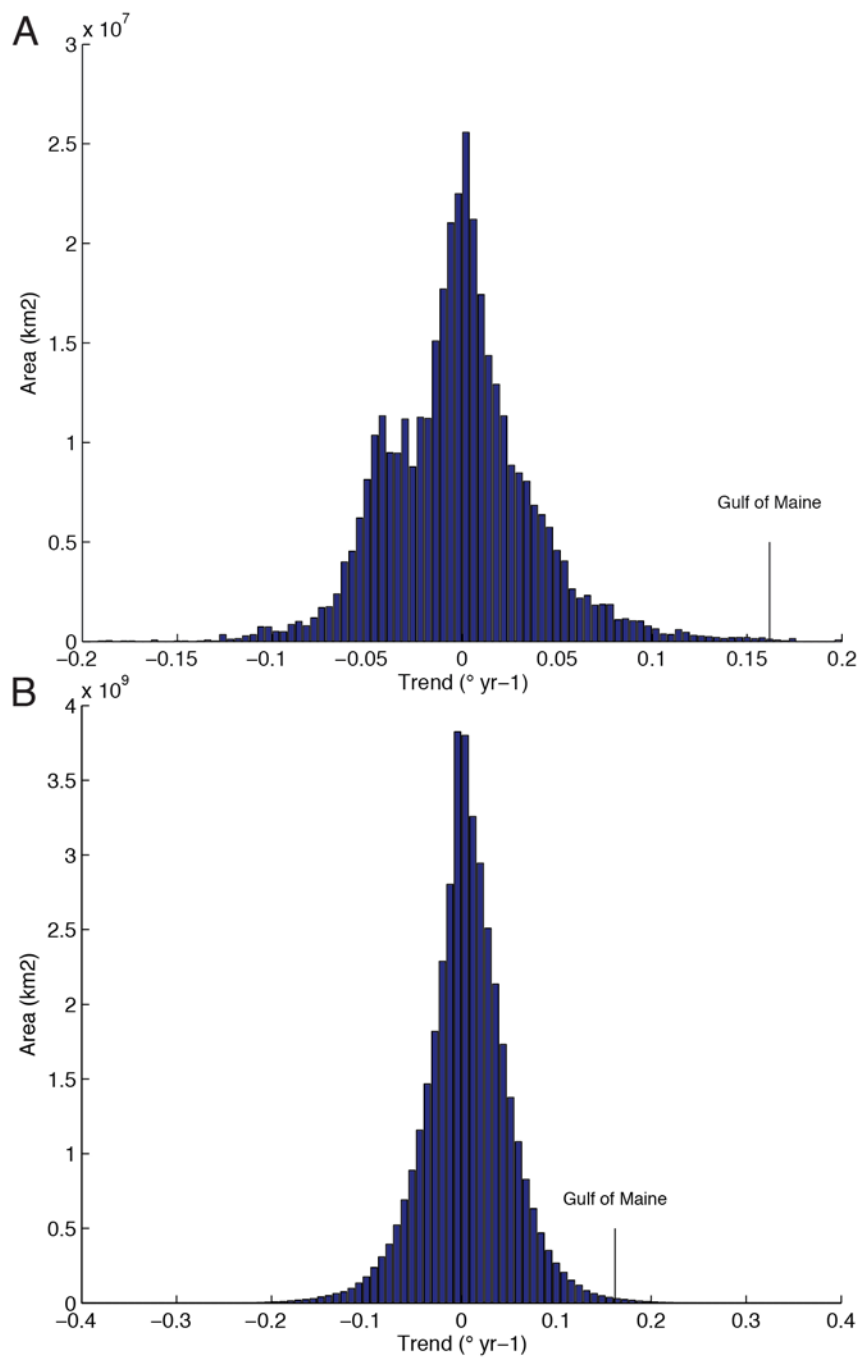 A
x 10^7
3
2.5
2
1.5
1
0.5
0
Area (km2)
Gulf of Maine
−0.2 −0.15 −0.1 −0.05 0 0.05 0.1 0.15 0.2
Trend (° yr−1)
B
x 10^9
4
3.5
3
2.5
2
1.5
1
0.5
0
Area (km2)
Gulf of Maine
−0.4 −0.3 −0.2 −0.1 0 0.1 0.2 0.3 0.4
Trend (° yr−1)